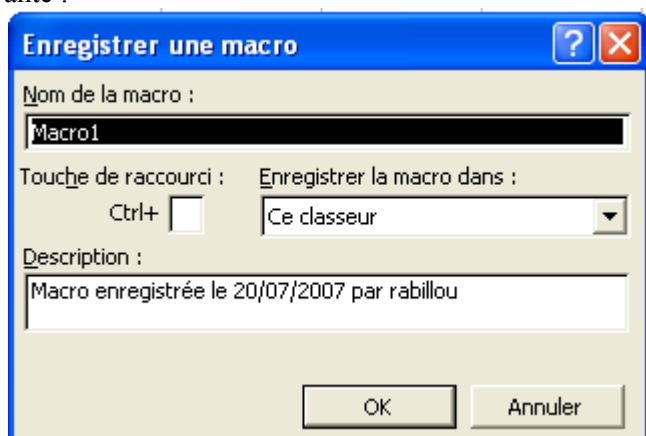 Enregistrer une macro
Nom de la macro :
Macro1
Touche de raccourci : Enregistrer la macro dans :
Ctrl+ Ce classeur
Description :
Macro enregistrée le 20/07/2007 par rabillou
OK Annuler